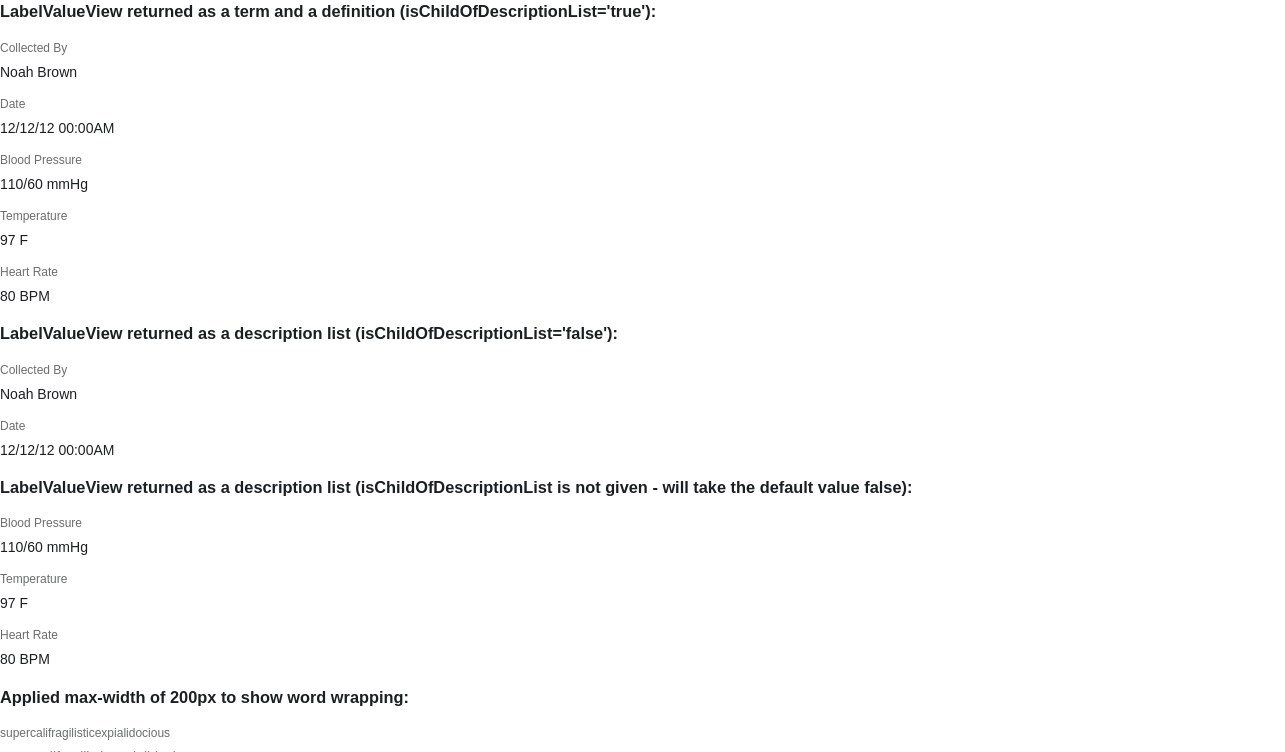 LabelValueView returned as a term and a definition (isChildOfDescriptionList='true'):
Collected By
Noah Brown
Date
12/12/12 00:00AM
Blood Pressure
110/60 mmHg
Temperature
97 F
Heart Rate
80 BPM
LabelValueView returned as a description list (isChildOfDescriptionList='false'):
Collected By
Noah Brown
Date
12/12/12 00:00AM
LabelValueView returned as a description list (isChildOfDescriptionList is not given - will take the default value false):
Blood Pressure
110/60 mmHg
Temperature
97 F
Heart Rate
80 BPM
Applied max-width of 200px to show word wrapping:
supercalifragilisticexpialidocious